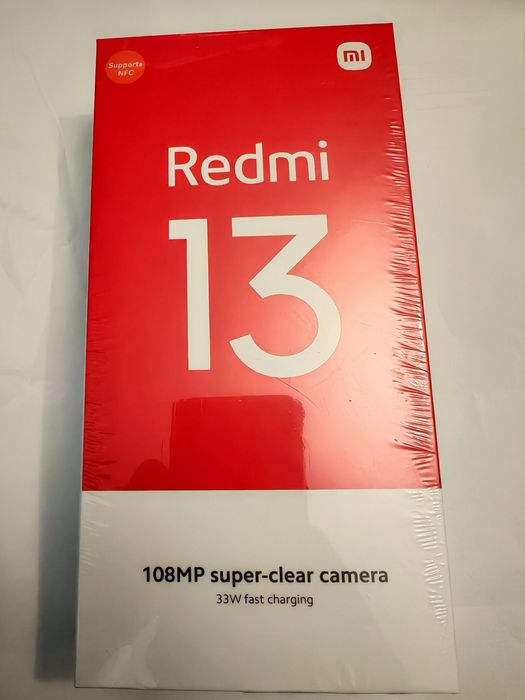 Supports
NFC
mi
Redmi
13
108MP super-clear camera
33W fast charging